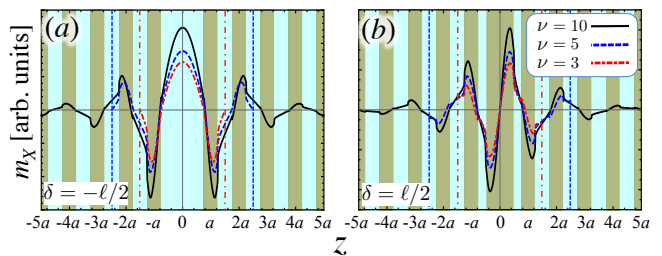 (a)
(b)
ν = 10
ν = 5
ν = 3
m_X [arb. units]
δ = −ℓ/2
δ = ℓ/2
-5a -4a -3a -2a -a 0 a 2a 3a 4a 5a
-5a -4a -3a -2a -a 0 a 2a 3a 4a 5a
z